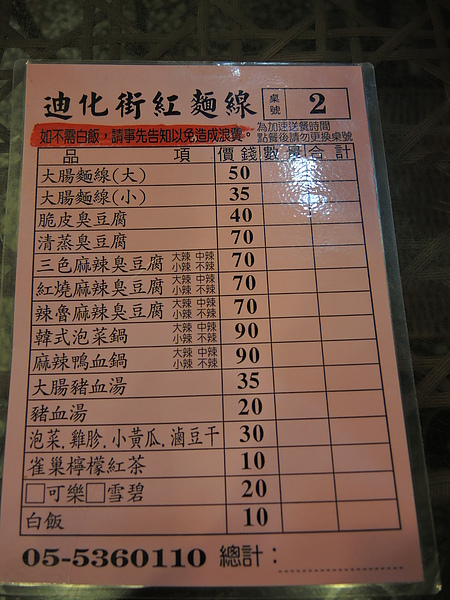 迪化街紅麵線 桌號 2
如不需白飯，請事先告知以免造成浪費。 為加速送餐時間
點餐後請勿更換桌號
品項 價錢 數量 合計
大腸麵線(大) 50
大腸麵線(小) 35
脆皮臭豆腐 40
清蒸臭豆腐 70
三色麻辣臭豆腐 大辣 中辣 小辣 不辣 70
紅燒麻辣臭豆腐 大辣 中辣 小辣 不辣 70
辣魯麻辣臭豆腐 大辣 中辣 小辣 不辣 70
韓式泡菜鍋 大辣 中辣 小辣 不辣 90
麻辣鴨血鍋 大辣 中辣 小辣 不辣 90
大腸豬血湯 35
豬血湯 20
泡菜.雞胗.小黃瓜.滷豆干 30
雀巢檸檬紅茶 10
□可樂□雪碧 20
白飯 10
05-5360110 總計：